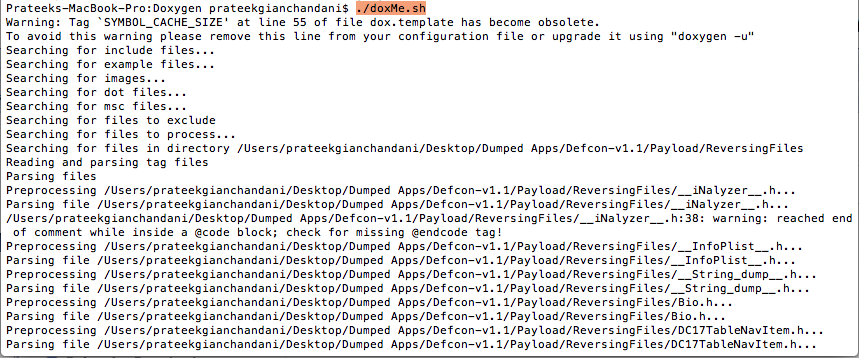 Prateeks-MacBook-Pro:Doxygen prateekgianchandani$ ./doxMe.sh
Warning: Tag `SYMBOL_CACHE_SIZE' at line 55 of file dox.template has become obsolete.
To avoid this warning please remove this line from your configuration file or upgrade it using "doxygen -u"
Searching for include files...
Searching for example files...
Searching for images...
Searching for dot files...
Searching for msc files...
Searching for files to exclude
Searching for files to process...
Searching for files in directory /Users/prateekgianchandani/Desktop/Dumped Apps/Defcon-v1.1/Payload/ReversingFiles
Reading and parsing tag files
Parsing files
Preprocessing /Users/prateekgianchandani/Desktop/Dumped Apps/Defcon-v1.1/Payload/ReversingFiles/__iNalyzer__.h...
Parsing file /Users/prateekgianchandani/Desktop/Dumped Apps/Defcon-v1.1/Payload/ReversingFiles/__iNalyzer__.h...
/Users/prateekgianchandani/Desktop/Dumped Apps/Defcon-v1.1/Payload/ReversingFiles/__iNalyzer__.h:38: warning: reached end
of comment while inside a @code block; check for missing @endcode tag!
Preprocessing /Users/prateekgianchandani/Desktop/Dumped Apps/Defcon-v1.1/Payload/ReversingFiles/__InfoPlist__.h...
Parsing file /Users/prateekgianchandani/Desktop/Dumped Apps/Defcon-v1.1/Payload/ReversingFiles/__InfoPlist__.h...
Preprocessing /Users/prateekgianchandani/Desktop/Dumped Apps/Defcon-v1.1/Payload/ReversingFiles/__String_dump__.h...
Parsing file /Users/prateekgianchandani/Desktop/Dumped Apps/Defcon-v1.1/Payload/ReversingFiles/__String_dump__.h...
Preprocessing /Users/prateekgianchandani/Desktop/Dumped Apps/Defcon-v1.1/Payload/ReversingFiles/Bio.h...
Parsing file /Users/prateekgianchandani/Desktop/Dumped Apps/Defcon-v1.1/Payload/ReversingFiles/Bio.h...
Preprocessing /Users/prateekgianchandani/Desktop/Dumped Apps/Defcon-v1.1/Payload/ReversingFiles/DC17TableNavItem.h...
Parsing file /Users/prateekgianchandani/Desktop/Dumped Apps/Defcon-v1.1/Payload/ReversingFiles/DC17TableNavItem.h...